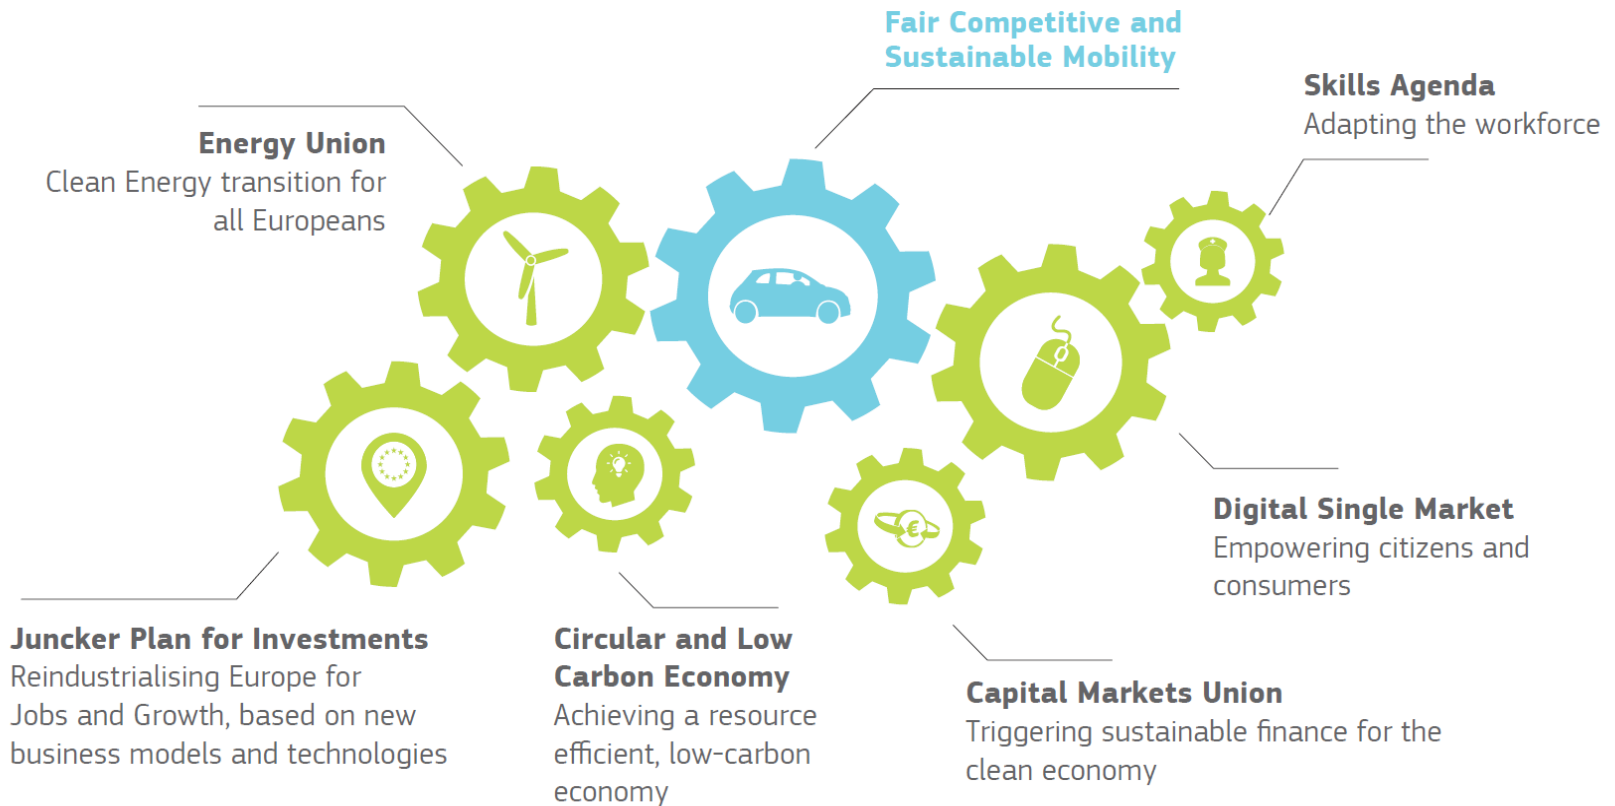 Fair Competitive and
Sustainable Mobility
Skills Agenda
Adapting the workforce
Energy Union
Clean Energy transition for
all Europeans
Digital Single Market
Empowering citizens and
consumers
Juncker Plan for Investments
Reindustrialising Europe for
Jobs and Growth, based on new
business models and technologies
Circular and Low
Carbon Economy
Achieving a resource
efficient, low-carbon
economy
Capital Markets Union
Triggering sustainable finance for the
clean economy
€